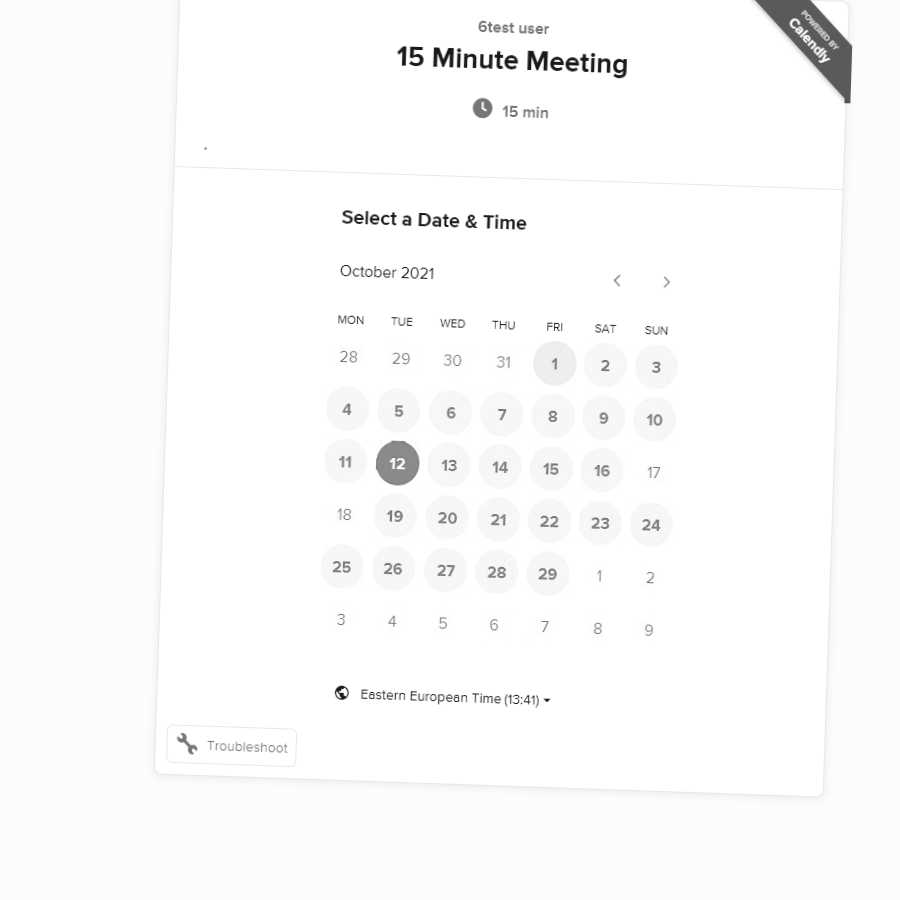 POWERED BY
Calendly
6test user
15 Minute Meeting
15 min
Select a Date & Time
October 2021
MON TUE WED THU FRI SAT SUN
28 29 30 31 1 2 3
4 5 6 7 8 9 10
11 12 13 14 15 16 17
18 19 20 21 22 23 24
25 26 27 28 29 1 2
3 4 5 6 7 8 9
Eastern European Time (13:41)
Troubleshoot